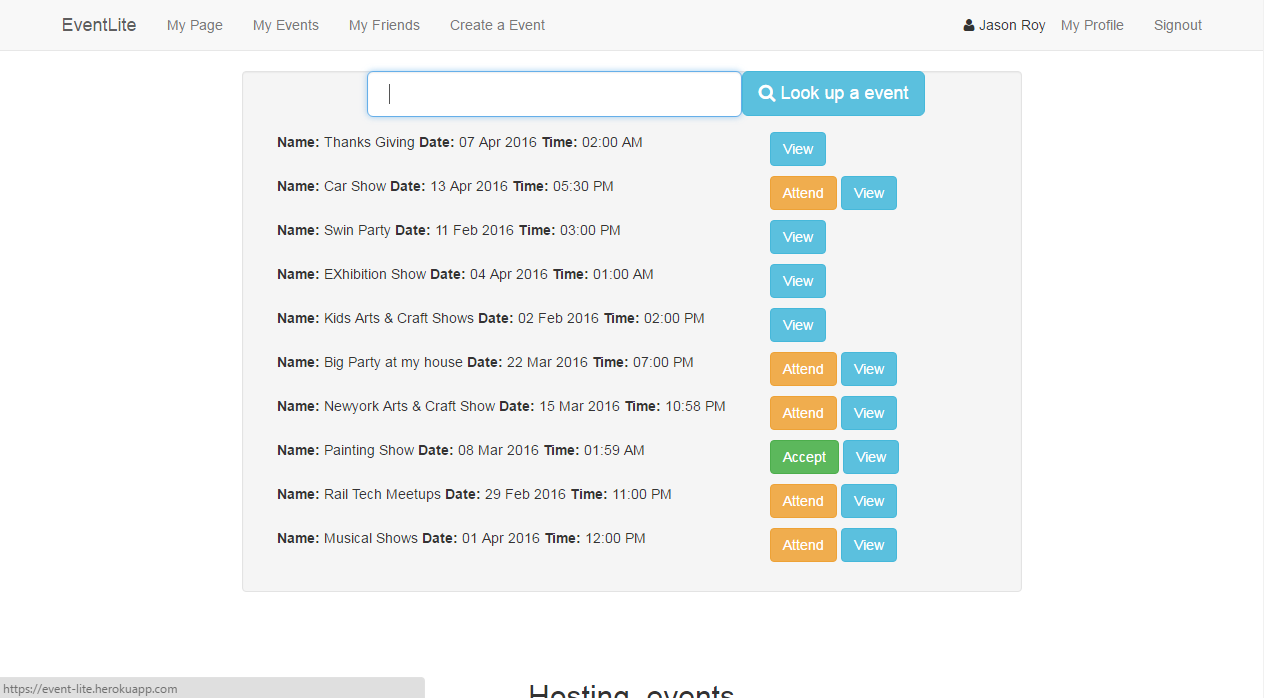 EventLite My Page My Events My Friends Create a Event Jason Roy My Profile Signout
Look up a event
Name: Thanks Giving Date: 07 Apr 2016 Time: 02:00 AM View
Name: Car Show Date: 13 Apr 2016 Time: 05:30 PM Attend View
Name: Swin Party Date: 11 Feb 2016 Time: 03:00 PM View
Name: EXhibition Show Date: 04 Apr 2016 Time: 01:00 AM View
Name: Kids Arts & Craft Shows Date: 02 Feb 2016 Time: 02:00 PM View
Name: Big Party at my house Date: 22 Mar 2016 Time: 07:00 PM Attend View
Name: Newyork Arts & Craft Show Date: 15 Mar 2016 Time: 10:58 PM Attend View
Name: Painting Show Date: 08 Mar 2016 Time: 01:59 AM Accept View
Name: Rail Tech Meetups Date: 29 Feb 2016 Time: 11:00 PM Attend View
Name: Musical Shows Date: 01 Apr 2016 Time: 12:00 PM Attend View
Hosting events
https://event-lite.herokuapp.com